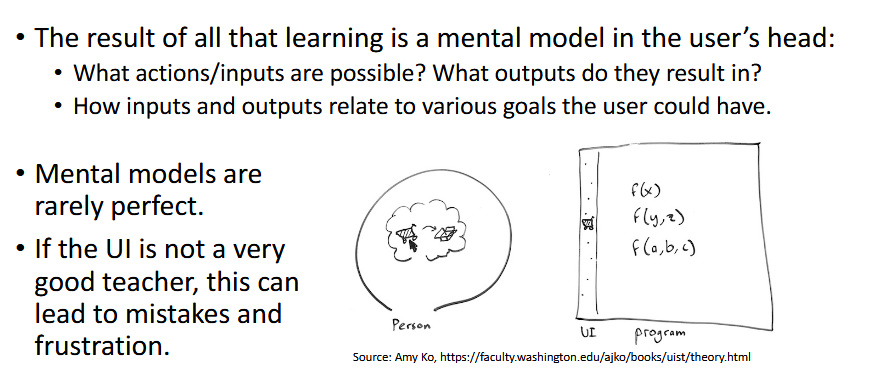 • The result of all that learning is a mental model in the user's head:
• What actions/inputs are possible? What outputs do they result in?
• How inputs and outputs relate to various goals the user could have.
• Mental models are
rarely perfect.
• If the UI is not a very
good teacher, this can
lead to mistakes and
frustration.
Person
f(x)
f(y,z)
f(a,b,c)
UI
program
Source: Amy Ko, https://faculty.washington.edu/ajko/books/uist/theory.html